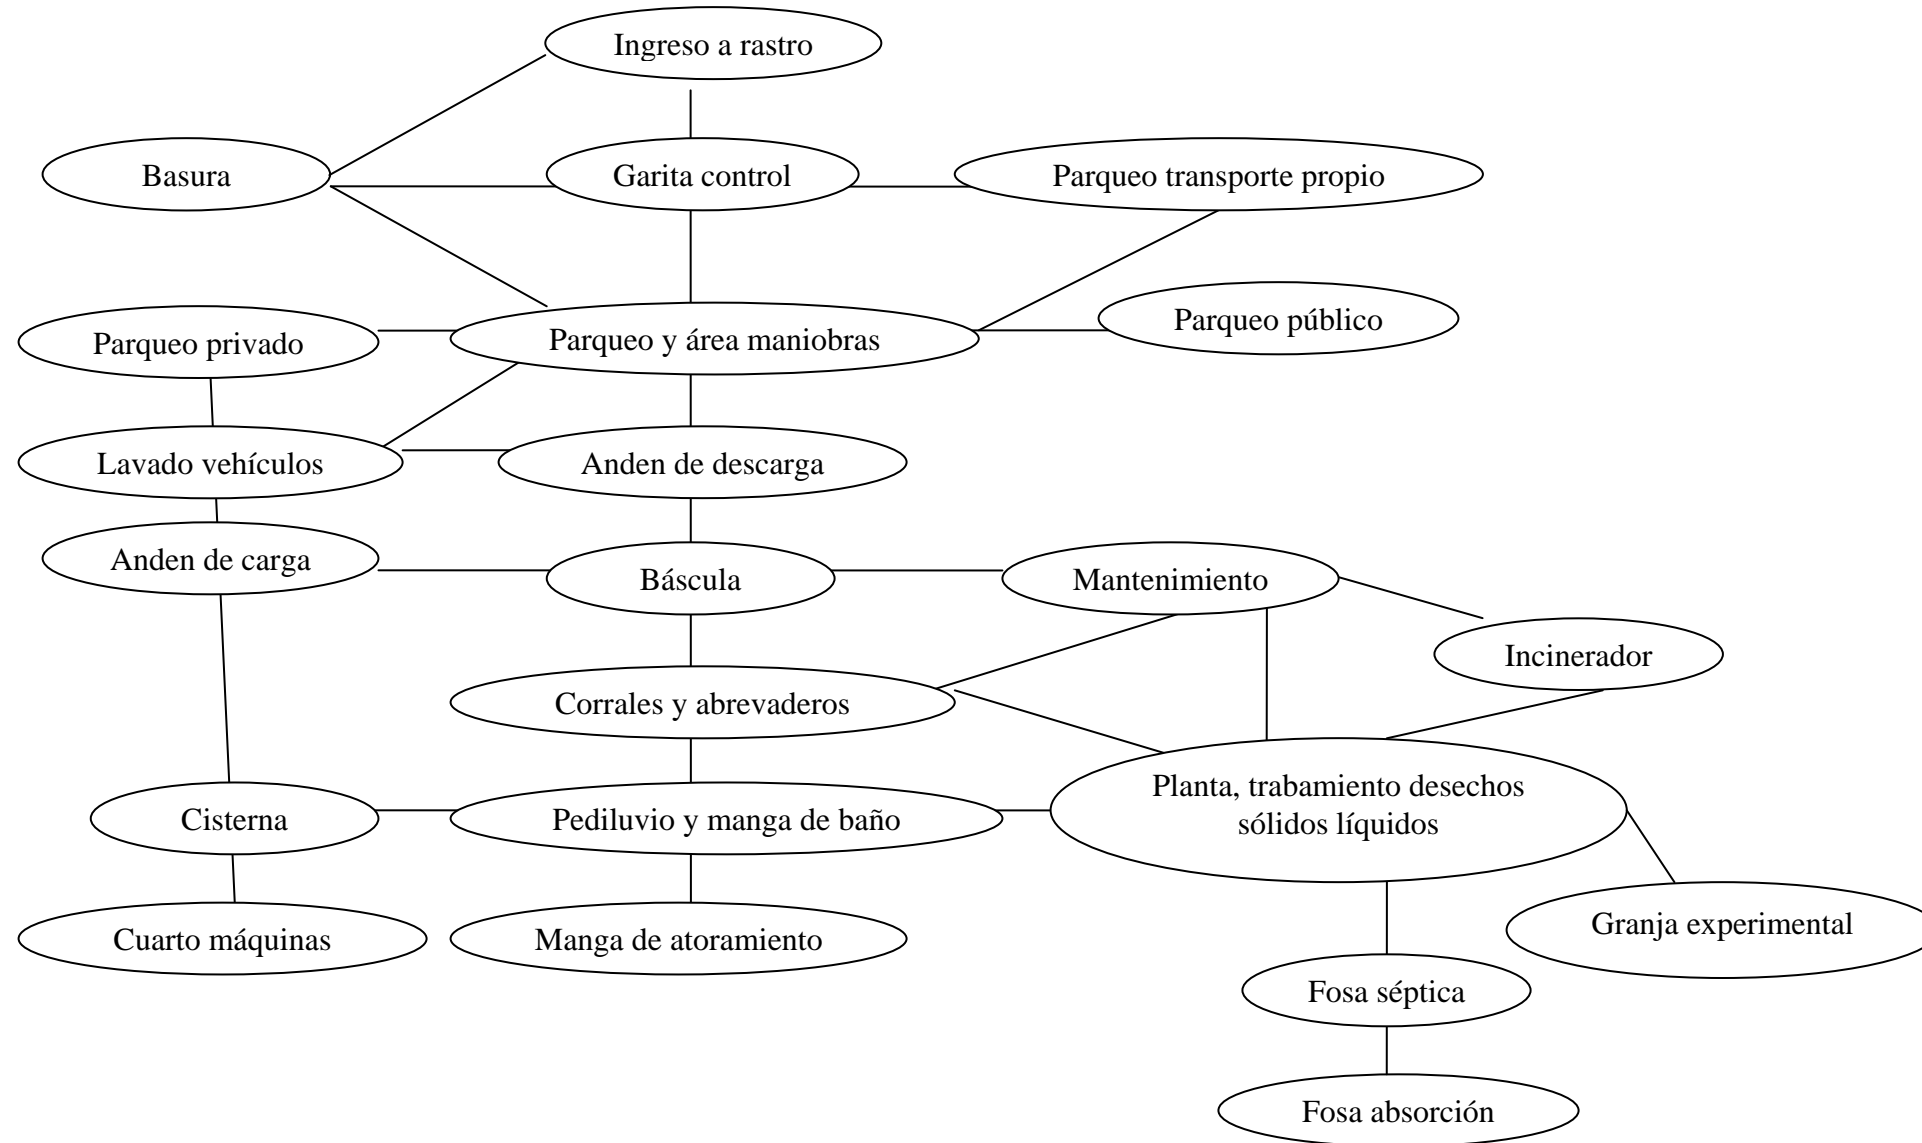 Ingreso a rastro
Basura
Garita control
Parqueo transporte propio
Parqueo privado
Parqueo y área maniobras
Parqueo público
Lavado vehículos
Anden de descarga
Anden de carga
Báscula
Mantenimiento
Incinerador
Corrales y abrevaderos
Cisterna
Pediluvio y manga de baño
Planta, trabamiento desechos
sólidos líquidos
Cuarto máquinas
Manga de atoramiento
Granja experimental
Fosa séptica
Fosa absorción